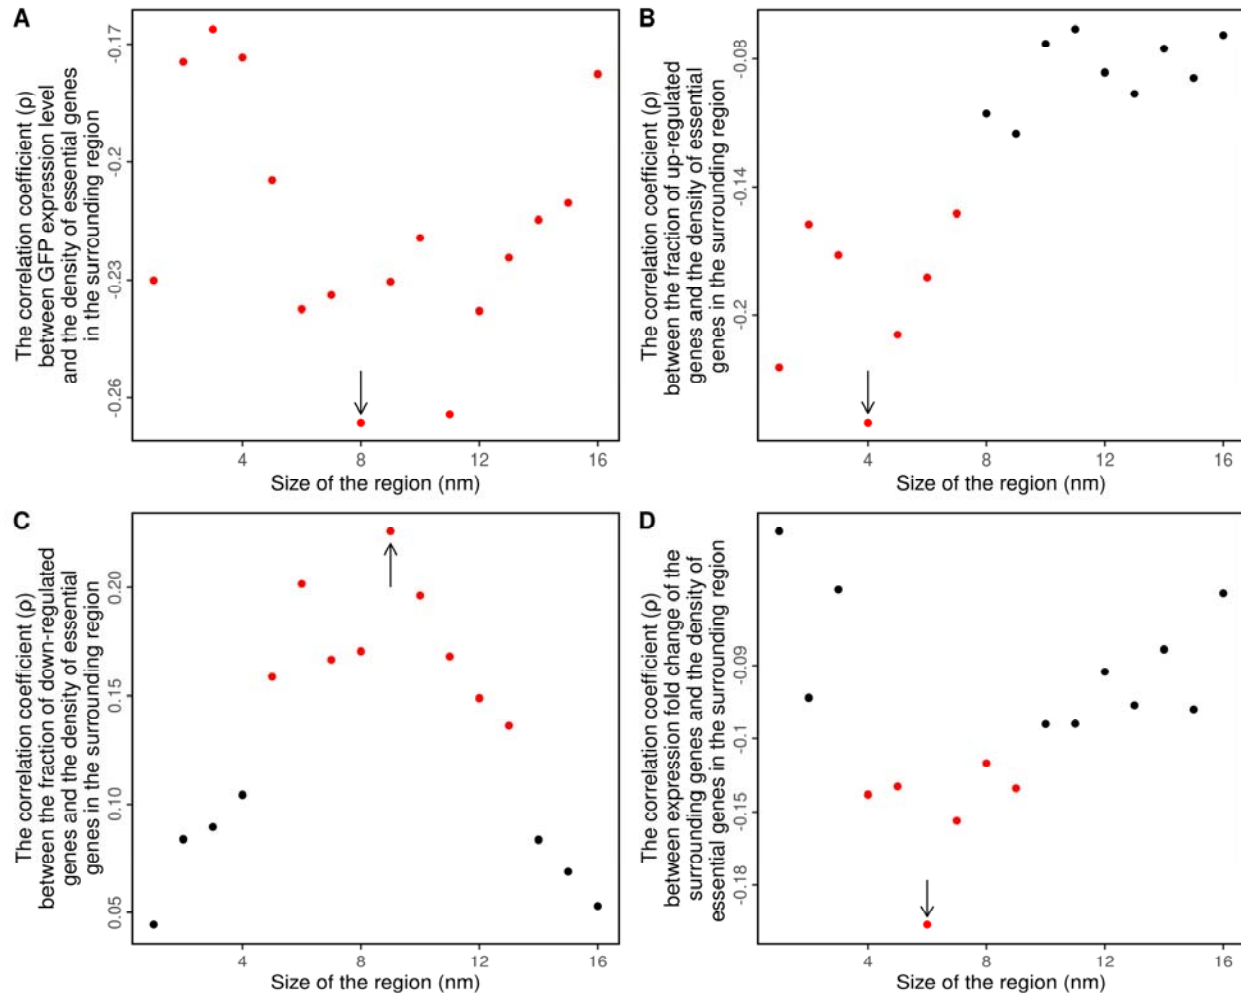 A
The correlation coefficient (ρ)
between GFP expression level
and the density of essential genes
in the surrounding region
-0.17
-0.2
-0.23
-0.26
4
8
12
16
Size of the region (nm)
B
The correlation coefficient (ρ)
between the fraction of up-regulated
genes and the density of essential
genes in the surrounding region
-0.08
-0.14
-0.2
4
8
12
16
Size of the region (nm)
C
The correlation coefficient (ρ)
between the fraction of down-regulated
genes and the density of essential
genes in the surrounding region
0.20
0.15
0.10
0.05
4
8
12
16
Size of the region (nm)
D
The correlation coefficient (ρ)
between expression fold change of the
surrounding genes and the density of
essential genes in the surrounding region
-0.09
-0.1
-0.15
-0.18
4
8
12
16
Size of the region (nm)